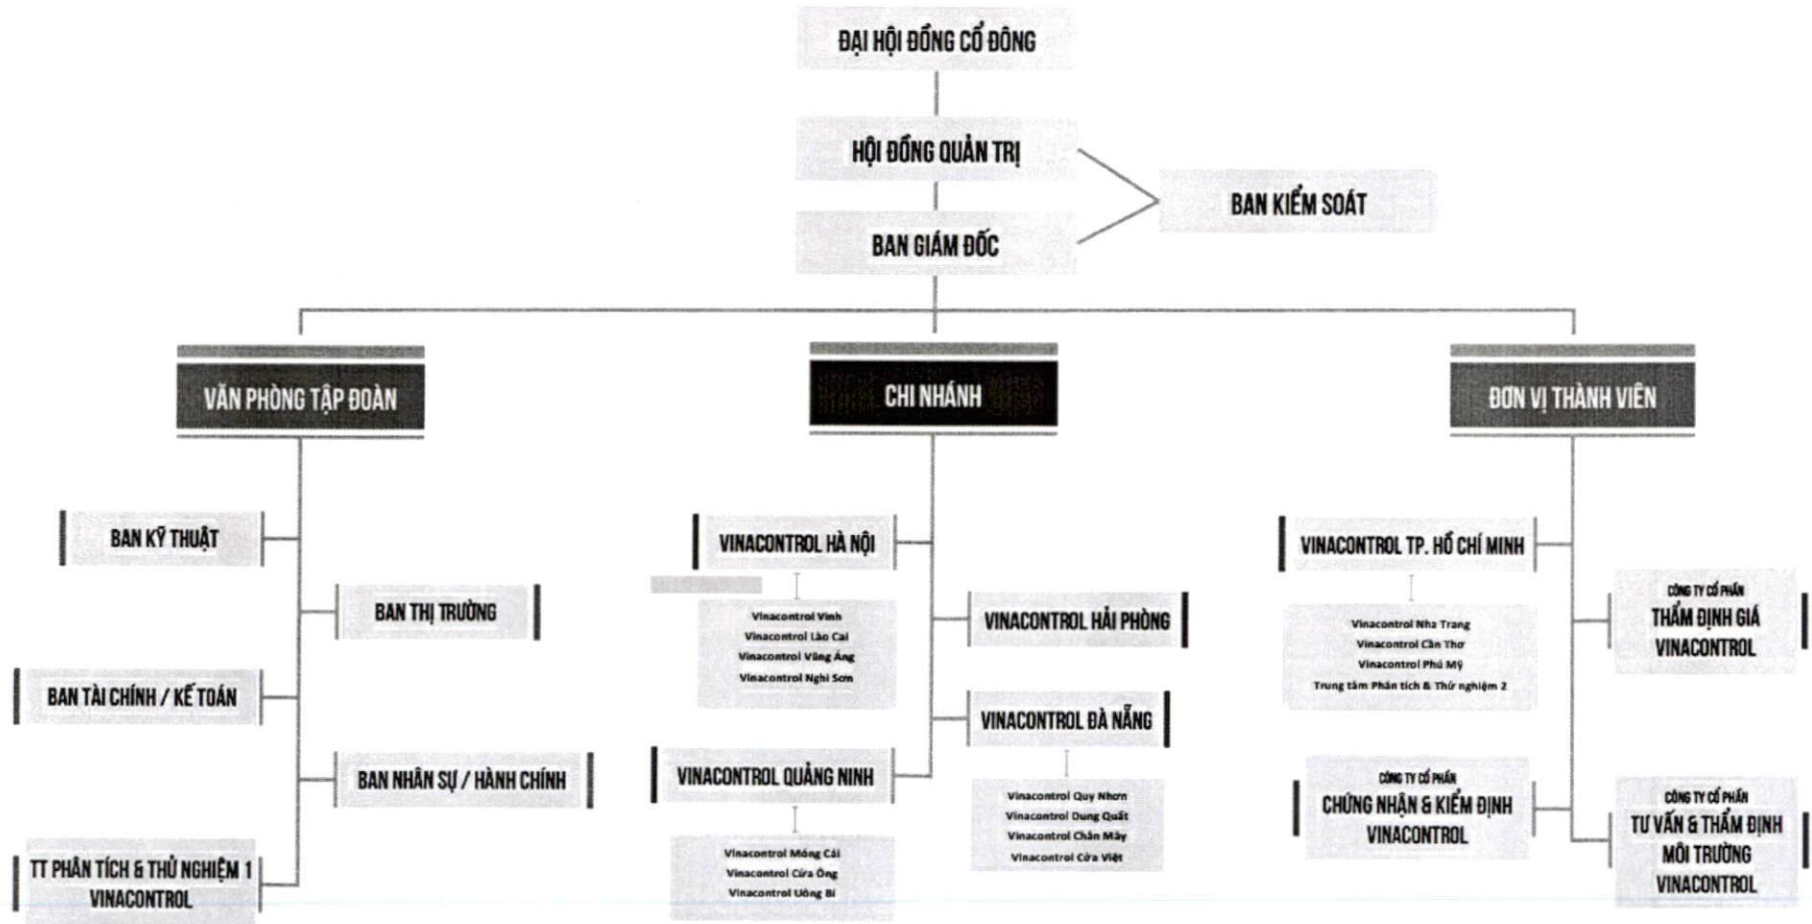 ĐẠI HỘI ĐỒNG CỔ ĐÔNG
HỘI ĐỒNG QUẢN TRỊ
BAN KIỂM SOÁT
BAN GIÁM ĐỐC
VĂN PHÒNG TẬP ĐOÀN
BAN KỸ THUẬT
BAN THỊ TRƯỜNG
BAN TÀI CHÍNH / KẾ TOÁN
BAN NHÂN SỰ / HÀNH CHÍNH
TT PHÂN TÍCH & THỬ NGHIỆM 1
VINACONTROL
CHI NHÁNH
VINACONTROL HÀ NỘI
Vinacontrol Vinh
Vinacontrol Lào Cai
Vinacontrol Vũng Áng
Vinacontrol Nghi Sơn
VINACONTROL HẢI PHÒNG
VINACONTROL ĐÀ NẴNG
Vinacontrol Quy Nhơn
Vinacontrol Dung Quất
Vinacontrol Chân Mây
Vinacontrol Cửa Việt
VINACONTROL QUẢNG NINH
Vinacontrol Móng Cái
Vinacontrol Cửa Ông
Vinacontrol Uông Bí
ĐƠN VỊ THÀNH VIÊN
VINACONTROL TP. HỒ CHÍ MINH
Vinacontrol Nha Trang
Vinacontrol Cần Thơ
Vinacontrol Phú Mỹ
Trung tâm Phân tích & Thử nghiệm 2
CÔNG TY CỔ PHẦN
THẨM ĐỊNH GIÁ
VINACONTROL
CÔNG TY CỔ PHẦN
CHỨNG NHẬN & KIỂM ĐỊNH
VINACONTROL
CÔNG TY CỔ PHẦN
TƯ VẤN & THẨM ĐỊNH
MÔI TRƯỜNG
VINACONTROL